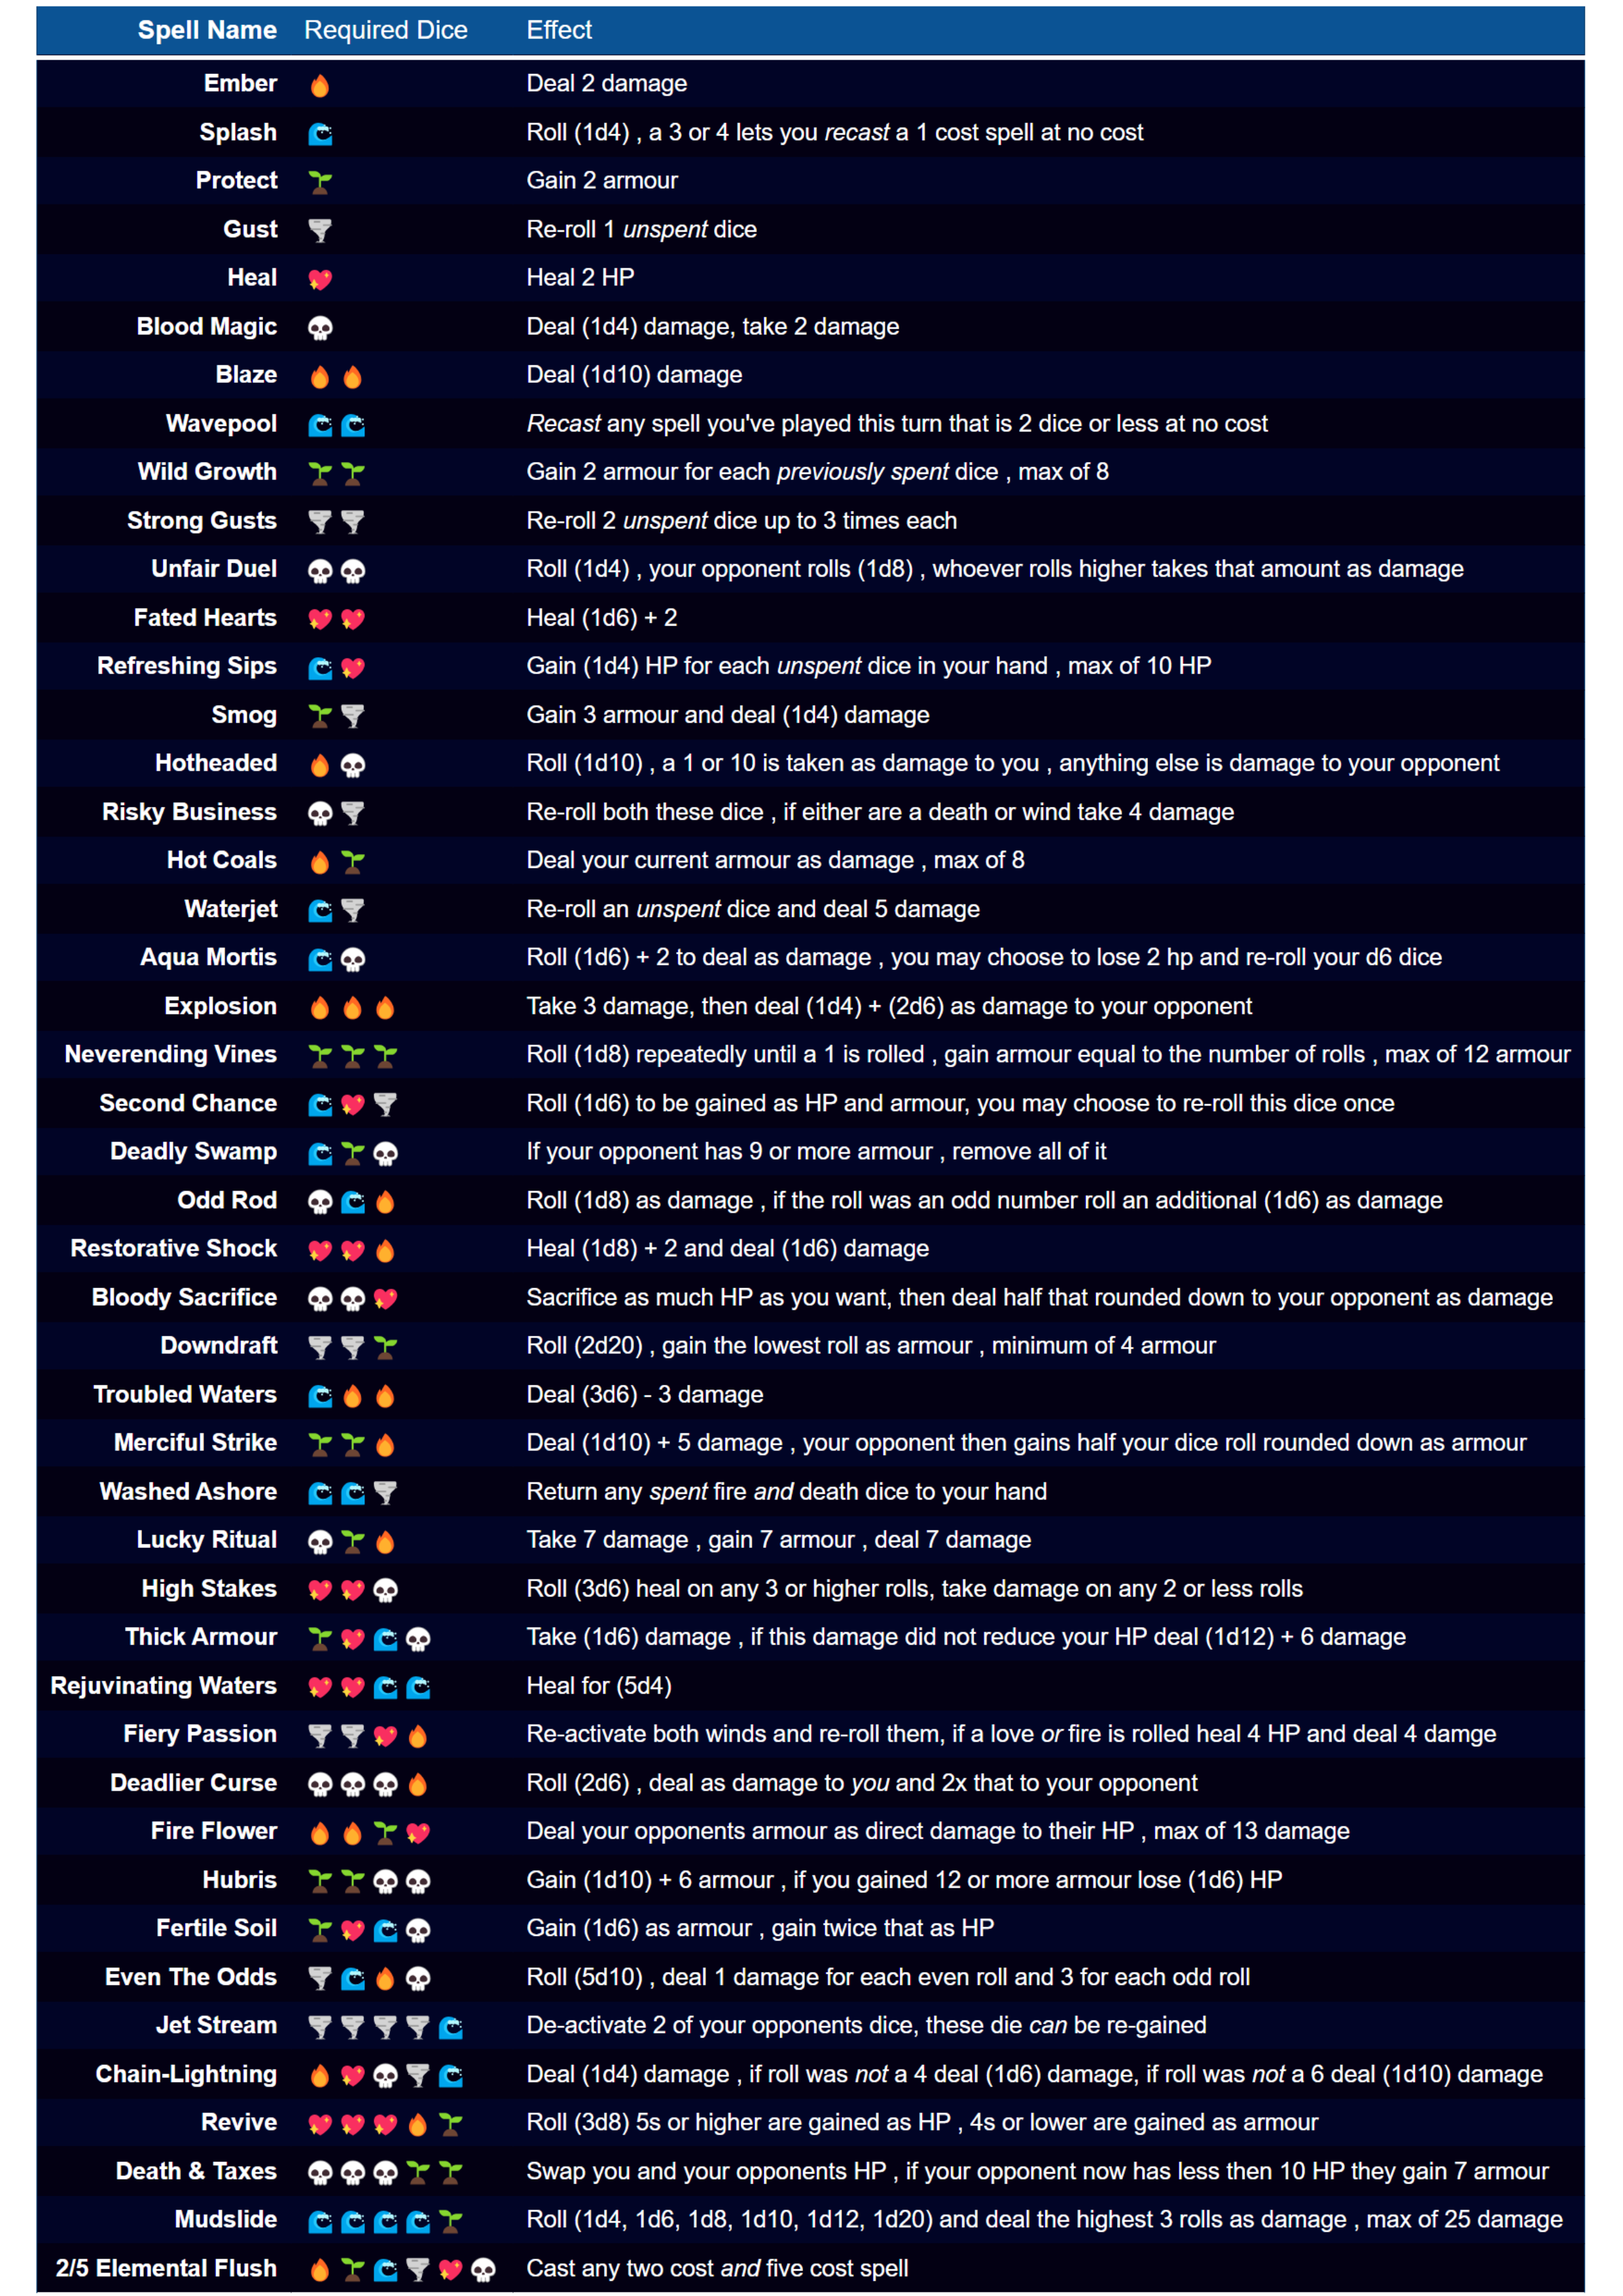 Spell Name Required Dice Effect
Ember 🔥 Deal 2 damage
Splash 🌊 Roll (1d4) , a 3 or 4 lets you recast a 1 cost spell at no cost
Protect 🌱 Gain 2 armour
Gust 🌪️ Re-roll 1 unspent dice
Heal 💖 Heal 2 HP
Blood Magic 💀 Deal (1d4) damage, take 2 damage
Blaze 🔥🔥 Deal (1d10) damage
Wavepool 🌊🌊 Recast any spell you've played this turn that is 2 dice or less at no cost
Wild Growth 🌱🌱 Gain 2 armour for each previously spent dice , max of 8
Strong Gusts 🌪️🌪️ Re-roll 2 unspent dice up to 3 times each
Unfair Duel 💀💀 Roll (1d4) , your opponent rolls (1d8) , whoever rolls higher takes that amount as damage
Fated Hearts 💖💖 Heal (1d6) + 2
Refreshing Sips 🌊💖 Gain (1d4) HP for each unspent dice in your hand , max of 10 HP
Smog 🌱🌪️ Gain 3 armour and deal (1d4) damage
Hotheaded 🔥💀 Roll (1d10) , a 1 or 10 is taken as damage to you , anything else is damage to your opponent
Risky Business 💀🌪️ Re-roll both these dice , if either are a death or wind take 4 damage
Hot Coals 🔥🌱 Deal your current armour as damage , max of 8
Waterjet 🌊🌪️ Re-roll an unspent dice and deal 5 damage
Aqua Mortis 🌊💀 Roll (1d6) + 2 to deal as damage , you may choose to lose 2 hp and re-roll your d6 dice
Explosion 🔥🔥🔥 Take 3 damage, then deal (1d4) + (2d6) as damage to your opponent
Neverending Vines 🌱🌱🌱 Roll (1d8) repeatedly until a 1 is rolled , gain armour equal to the number of rolls , max of 12 armour
Second Chance 🌊💖🌪️ Roll (1d6) to be gained as HP and armour, you may choose to re-roll this dice once
Deadly Swamp 🌊🌱💀 If your opponent has 9 or more armour , remove all of it
Odd Rod 💀🌊🔥 Roll (1d8) as damage , if the roll was an odd number roll an additional (1d6) as damage
Restorative Shock 💖💖🔥 Heal (1d8) + 2 and deal (1d6) damage
Bloody Sacrifice 💀💀💖 Sacrifice as much HP as you want, then deal half that rounded down to your opponent as damage
Downdraft 🌪️🌪️🌱 Roll (2d20) , gain the lowest roll as armour , minimum of 4 armour
Troubled Waters 🌊🔥🔥 Deal (3d6) - 3 damage
Merciful Strike 🌱🌱🔥 Deal (1d10) + 5 damage , your opponent then gains half your dice roll rounded down as armour
Washed Ashore 🌊🌊🌪️ Return any spent fire and death dice to your hand
Lucky Ritual 💀🌱🔥 Take 7 damage , gain 7 armour , deal 7 damage
High Stakes 💖💖💀 Roll (3d6) heal on any 3 or higher rolls, take damage on any 2 or less rolls
Thick Armour 🌱💖🌊💀 Take (1d6) damage , if this damage did not reduce your HP deal (1d12) + 6 damage
Rejuvinating Waters 💖💖🌊🌊 Heal for (5d4)
Fiery Passion 🌪️🌪️💖🔥 Re-activate both winds and re-roll them, if a love or fire is rolled heal 4 HP and deal 4 damge
Deadlier Curse 💀💀💀🔥 Roll (2d6) , deal as damage to you and 2x that to your opponent
Fire Flower 🔥🔥🌱💖 Deal your opponents armour as direct damage to their HP , max of 13 damage
Hubris 🌱🌱💀💀 Gain (1d10) + 6 armour , if you gained 12 or more armour lose (1d6) HP
Fertile Soil 🌱💖🌊💀 Gain (1d6) as armour , gain twice that as HP
Even The Odds 🌪️🌊🔥💀 Roll (5d10) , deal 1 damage for each even roll and 3 for each odd roll
Jet Stream 🌪️🌪️🌪️🌪️🌊 De-activate 2 of your opponents dice, these die can be re-gained
Chain-Lightning 🔥💖💀🌪️🌊 Deal (1d4) damage , if roll was not a 4 deal (1d6) damage, if roll was not a 6 deal (1d10) damage
Revive 💖💖💖🔥🌱 Roll (3d8) 5s or higher are gained as HP , 4s or lower are gained as armour
Death & Taxes 💀💀💀🌱🌱 Swap you and your opponents HP , if your opponent now has less then 10 HP they gain 7 armour
Mudslide 🌊🌊🌊🌊🌱 Roll (1d4, 1d6, 1d8, 1d10, 1d12, 1d20) and deal the highest 3 rolls as damage , max of 25 damage
2/5 Elemental Flush 🔥🌱🌊🌪️💖💀 Cast any two cost and five cost spell